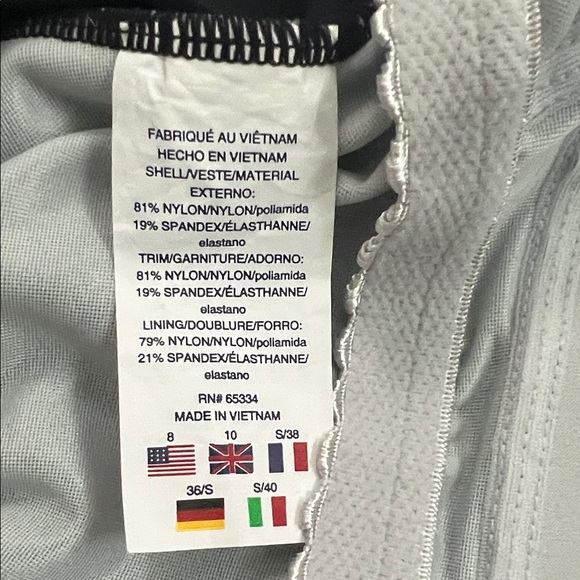 FABRIQUÉ AU VIÊTNAM
HECHO EN VIETNAM
SHELL/VESTE/MATERIAL
EXTERNO:
81% NYLON/NYLON/poliamida
19% SPANDEX/ÉLASTHANNE/
elastano
TRIM/GARNITURE/ADORNO:
81% NYLON/NYLON/poliamida
19% SPANDEX/ÉLASTHANNE/
elastano
LINING/DOUBLURE/FORRO:
79% NYLON/NYLON/poliamida
21% SPANDEX/ÉLASTHANNE/
elastano
RN# 65334
MADE IN VIETNAM
8 10 S/38
36/S S/40